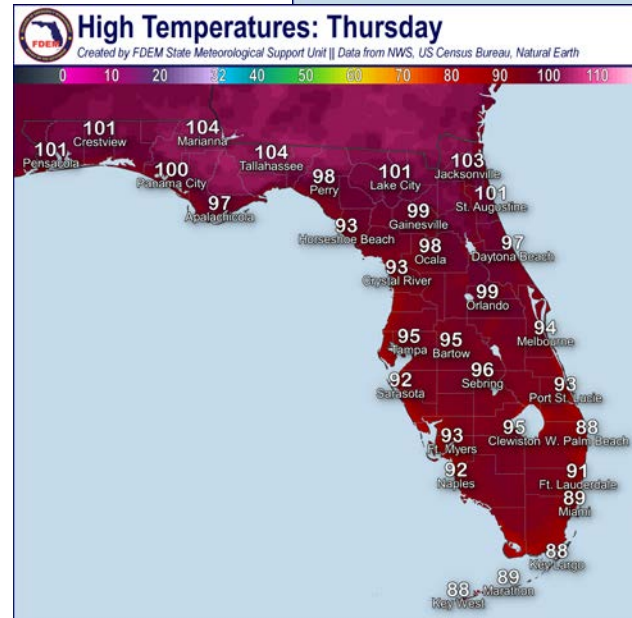 FDEM
High Temperatures: Thursday
Created by FDEM State Meteorological Support Unit || Data from NWS, US Census Bureau, Natural Earth
0 10 20 32 40 50 60 70 80 90 100 110
101
Crestview
104
Marianna
101
Pensacola
104
Tallahassee
100
Panama City
98
Perry
101
Lake City
103
Jacksonville
97
Apalachicola
101
St. Augustine
93
Horseshoe Beach
99
Gainesville
98
Ocala
97
Daytona Beach
93
Crystal River
99
Orlando
95
Tampa
95
Bartow
94
Melbourne
92
Sarasota
96
Sebring
93
Port St. Lucie
93
Ft. Myers
95
Clewiston
88
W. Palm Beach
92
Naples
91
Ft. Lauderdale
89
Miami
88
Key Largo
89
Marathon
88
Key West